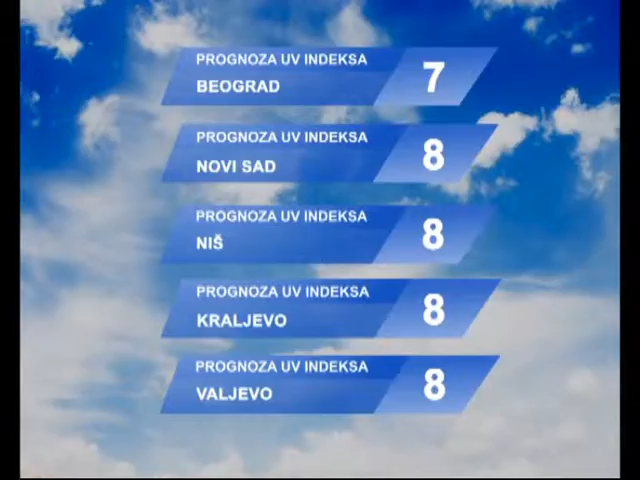 PROGNOZA UV INDEKSA
BEOGRAD 7
PROGNOZA UV INDEKSA
NOVI SAD 8
PROGNOZA UV INDEKSA
NIŠ 8
PROGNOZA UV INDEKSA
KRALJEVO 8
PROGNOZA UV INDEKSA
VALJEVO 8